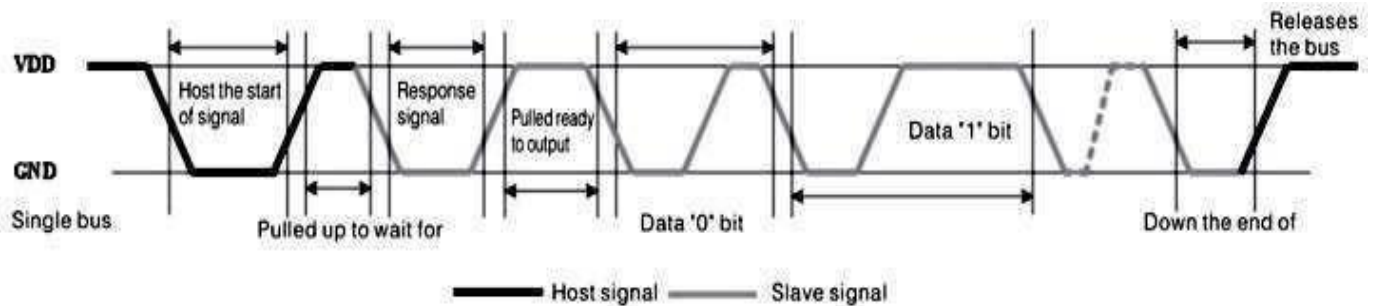 Releases
the bus
VDD
Host the start
of signal
Response
signal
Pulled ready
to output
Data "1" bit
GND
Single bus
Pulled up to wait for
Data "0" bit
Down the end of
Host signal
Slave signal